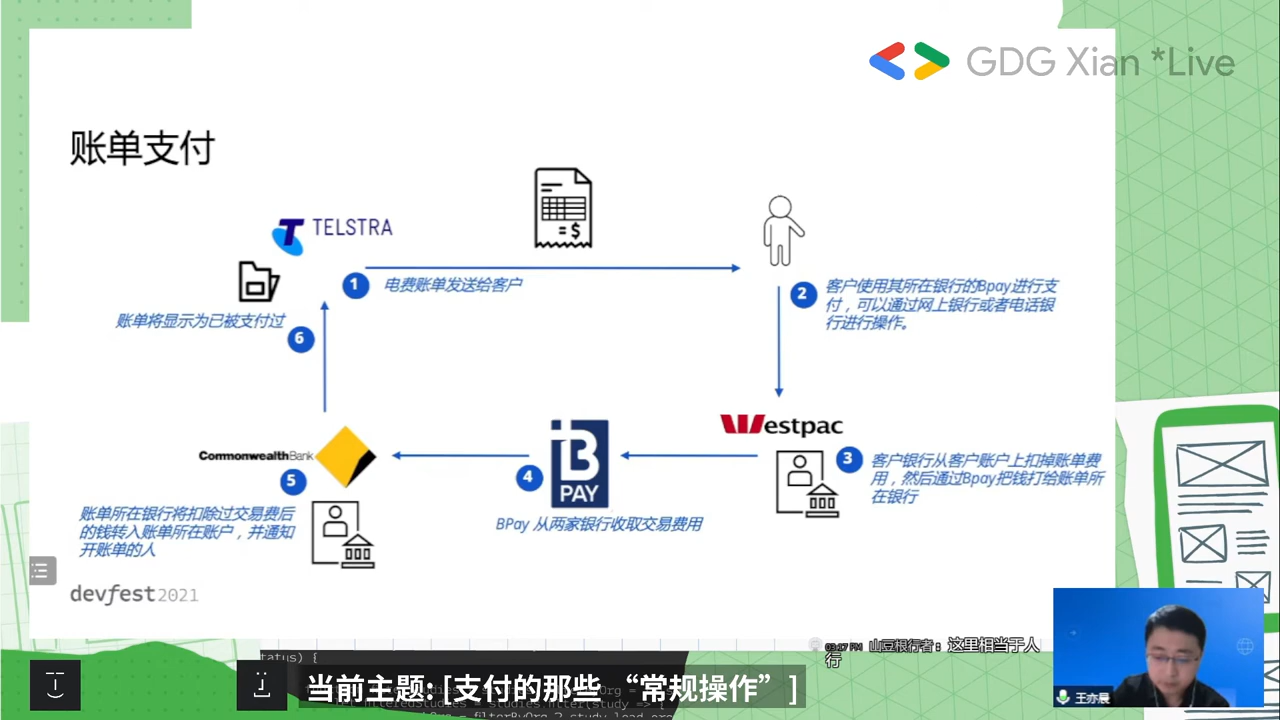 GDG Xian *Live
账单支付
TELSTRA
= $
1
电费账单发送给客户
2
客户使用其所在银行的Bpay进行支
付，可以通过网上银行或者电话银
行进行操作。
账单将显示为已被支付过
6
Westpac
3
客户银行从客户账户上扣掉账单费
用，然后通过Bpay把钱打给账单所
在银行
B
PAY
4
BPay 从两家银行收取交易费用
CommonwealthBank
5
账单所在银行将扣除过交易费后
的钱转入账单所在账户，并通知
开账单的人
devfest 2021
03:17 PM 山豆根行者：这里相当于人
行
tatus) {
当前主题: [支付的那些 “常规操作”]
王亦晨